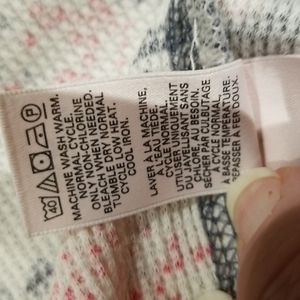 40
P
MACHINE WASH WARM.
NORMAL CYCLE.
ONLY NON-CHLORINE
BLEACH WHEN NEEDED.
TUMBLE DRY NORMAL
CYCLE LOW HEAT.
COOL IRON.
LAVER À LA MACHINE,
À L'EAU TIÈDE,
CYCLE NORMAL.
UTILISER UNIQUEMENT
DU JAVELLISANT SANS
CHLORE, AU BESOIN.
SÉCHER PAR CULBUTAGE
CYCLE NORMAL,
À BASSE TEMPÉRATURE.
REPASSER À FER DOUX.